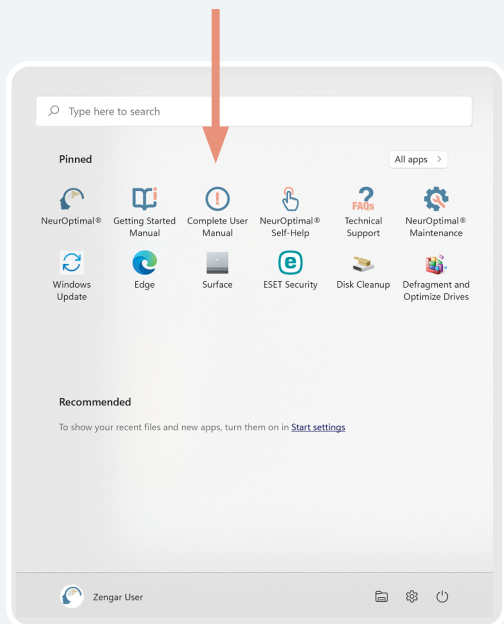 Type here to search
Pinned
All apps >
NeurOptimal®
Getting Started
Manual
Complete User
Manual
NeurOptimal®
Self-Help
FAQs
Technical
Support
NeurOptimal®
Maintenance
Windows
Update
Edge
Surface
e
ESET Security
Disk Cleanup
Defragment and
Optimize Drives
Recommended
To show your recent files and new apps, turn them on in Start settings
Zengar User